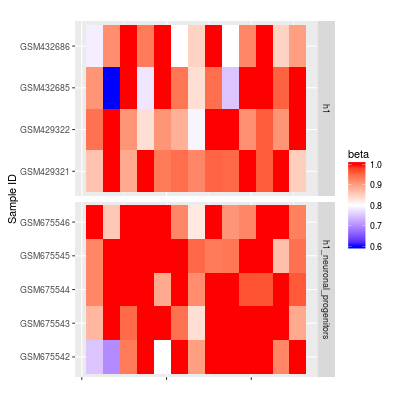 GSM432686
GSM432685
GSM429322
GSM429321
h1
GSM675546
GSM675545
GSM675544
GSM675543
GSM675542
h1_neuronal_progenitors
Sample ID
beta
1.0
0.9
0.8
0.7
0.6